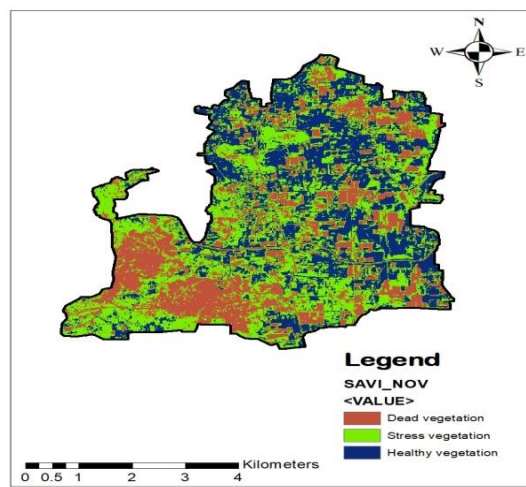 N
W E
S
Legend
SAVI_NOV
<VALUE>
Dead vegetation
Stress vegetation
Healthy vegetation
Kilometers
0 0.5 1 2 3 4